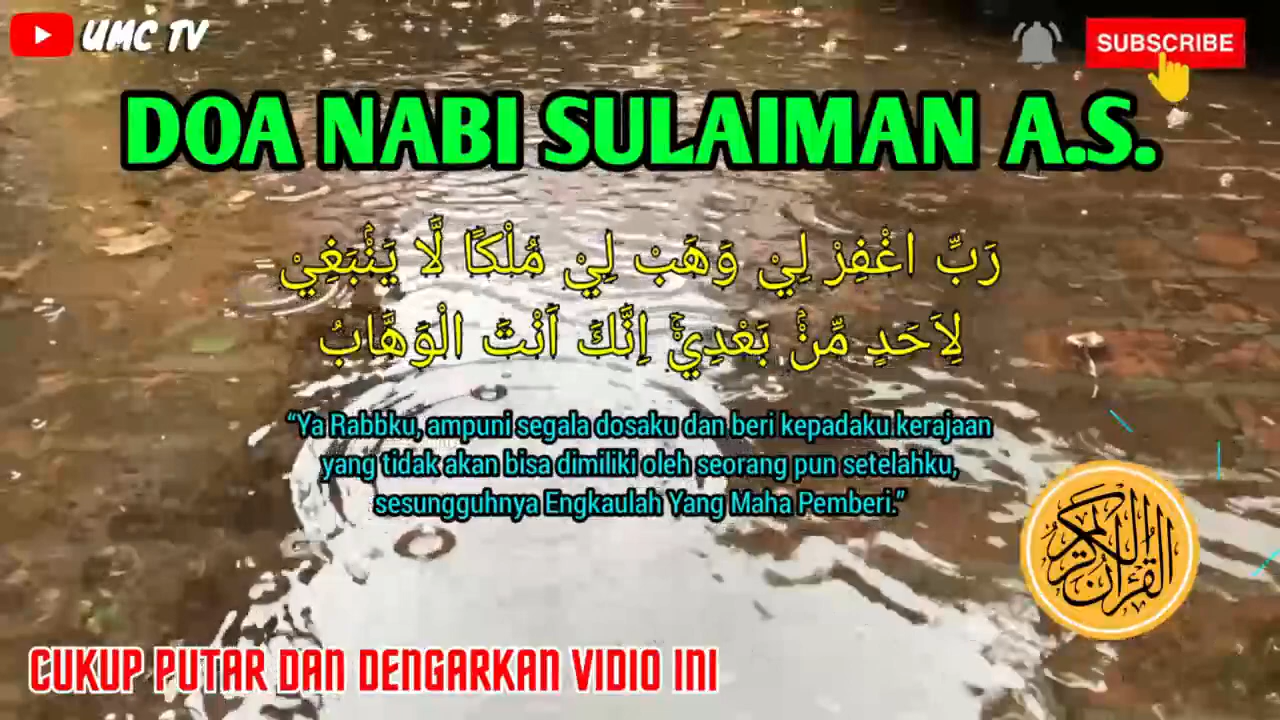 UMC TV
SUBSCRIBE
DOA NABI SULAIMAN A.S.
رَبِّ اغْفِرْ لِيْ وَهَبْ لِيْ مُلْكًا لَّا يَنْۢبَغِيْ
لِاَحَدٍ مِّنْۢ بَعْدِيْۚ اِنَّكَ اَنْتَ الْوَهَّابُ
“Ya Rabbku, ampuni segala dosaku dan beri kepadaku kerajaan
yang tidak akan bisa dimiliki oleh seorang pun setelahku,
sesungguhnya Engkaulah Yang Maha Pemberi.”
القرآن الكريم
CUKUP PUTAR DAN DENGARKAN VIDIO INI